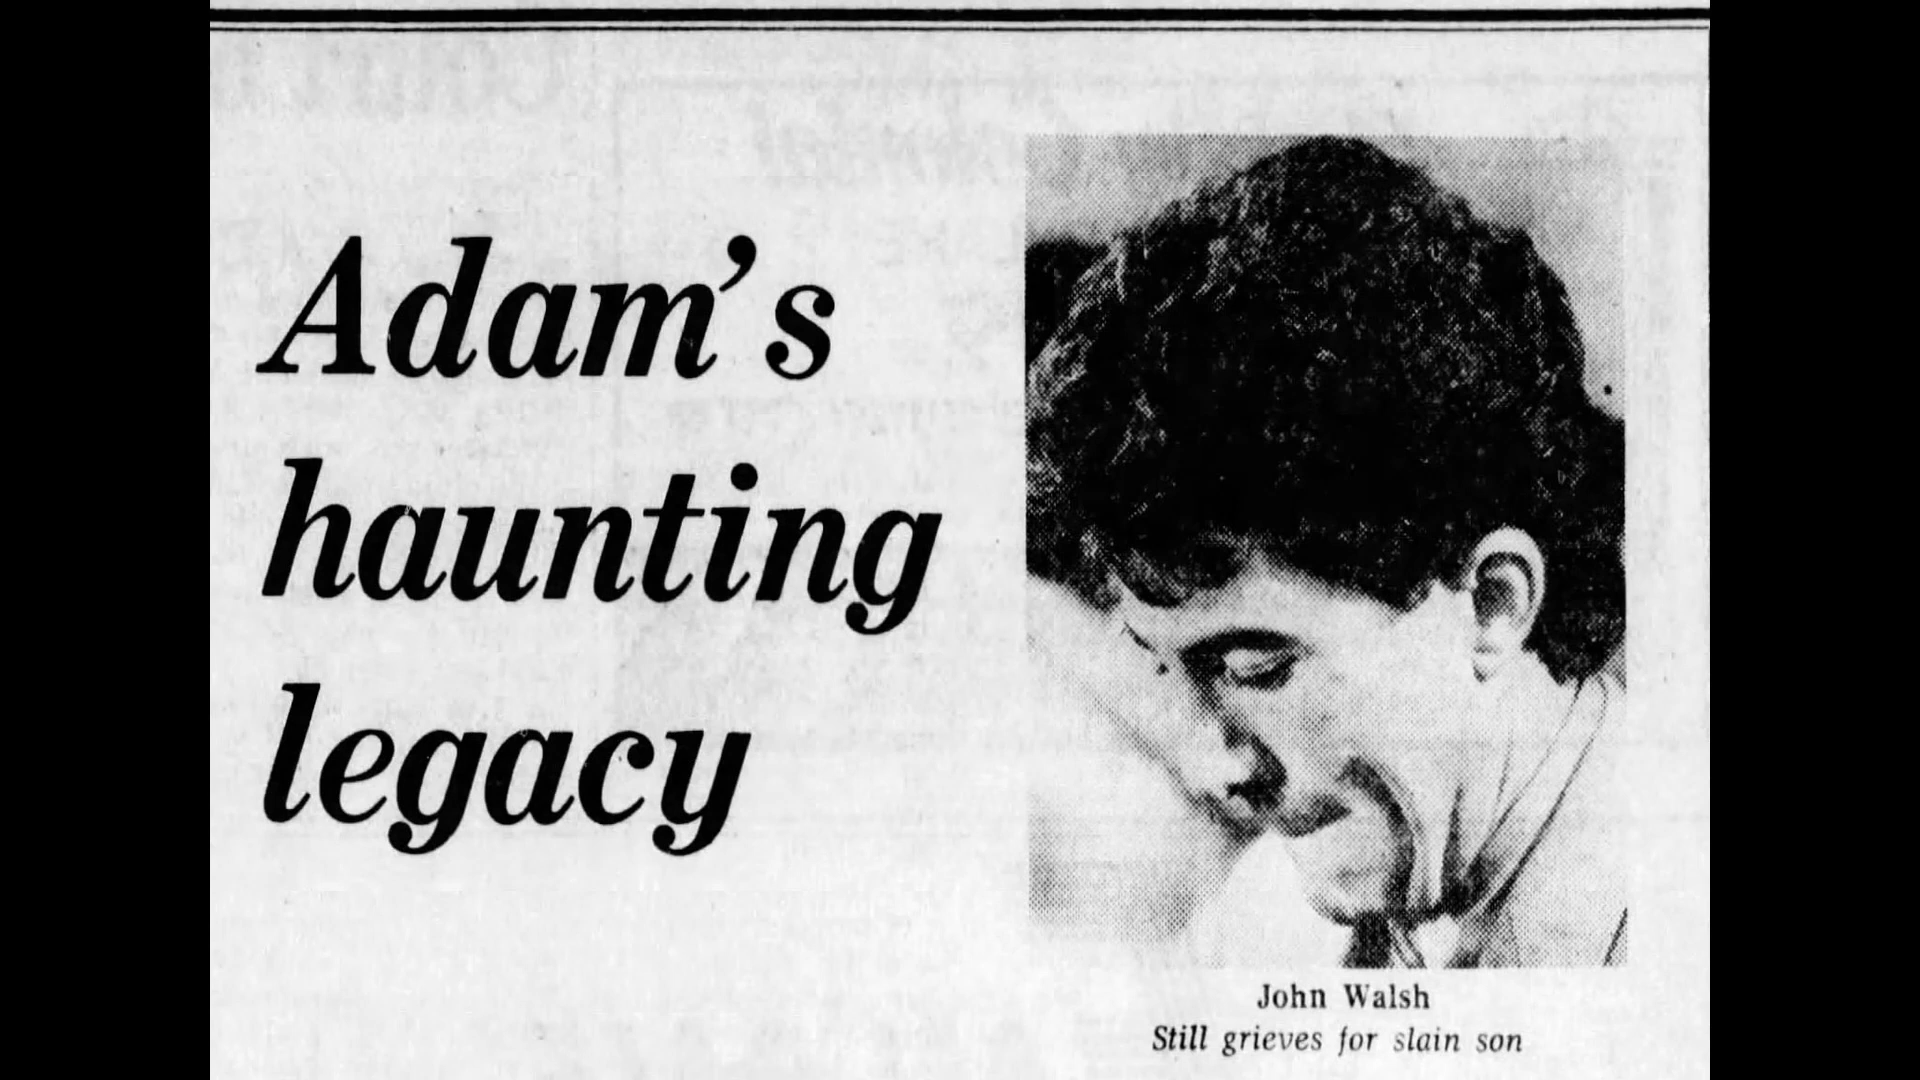 Adam's
haunting
legacy
John Walsh
Still grieves for slain son